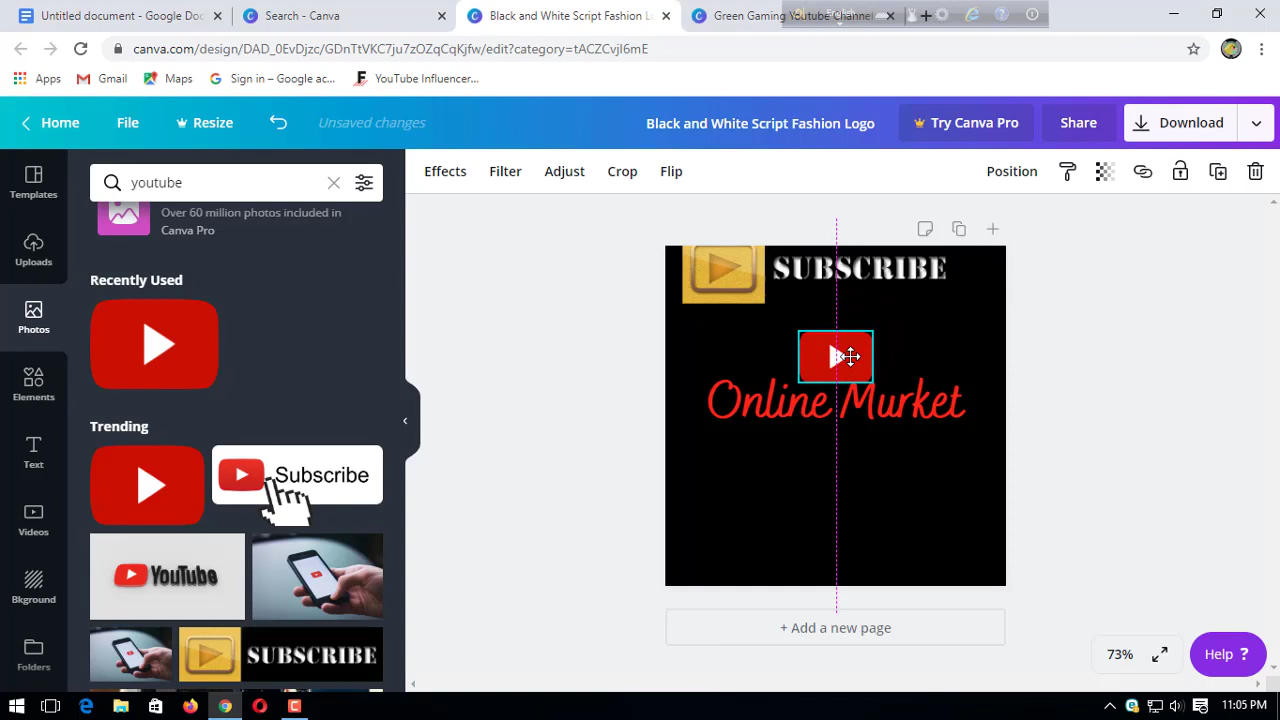 Untitled document - Google Do
Search - Canva
Black and White Script Fashion L
Green Gaming Youtube Channel
English
canva.com/design/DAD_0EvDjzc/GDnTtVKC7ju7zOZqCqKjfw/edit?category=tACZCvjI6mE
Apps
Gmail
Maps
Sign in – Google ac...
YouTube Influencer...
Home
File
Resize
Unsaved changes
Black and White Script Fashion Logo
Try Canva Pro
Share
Download
Templates
Uploads
Photos
Elements
Text
Videos
Bkground
Folders
youtube
Over 60 million photos included in
Canva Pro
Recently Used
Trending
Subscribe
YouTube
SUBSCRIBE
Effects
Filter
Adjust
Crop
Flip
Position
SUBSCRIBE
Online Murket
+ Add a new page
73%
Help ?
11:05 PM